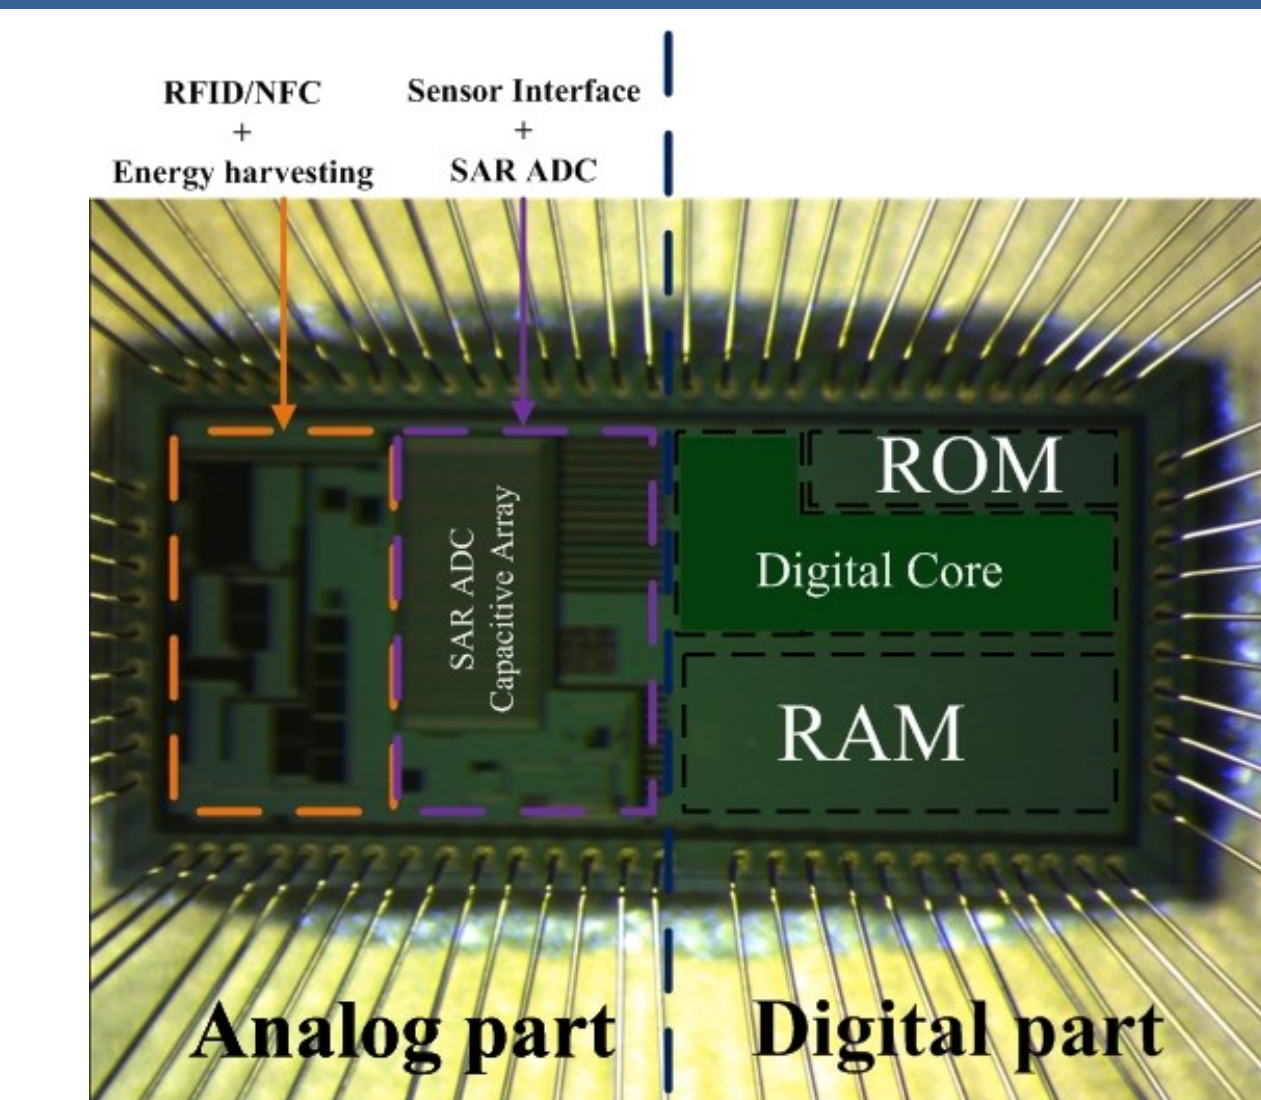 RFID/NFC
+
Energy harvesting
Sensor Interface
+
SAR ADC
SAR ADC
Capacitive Array
ROM
Digital Core
RAM
Analog part
Digital part